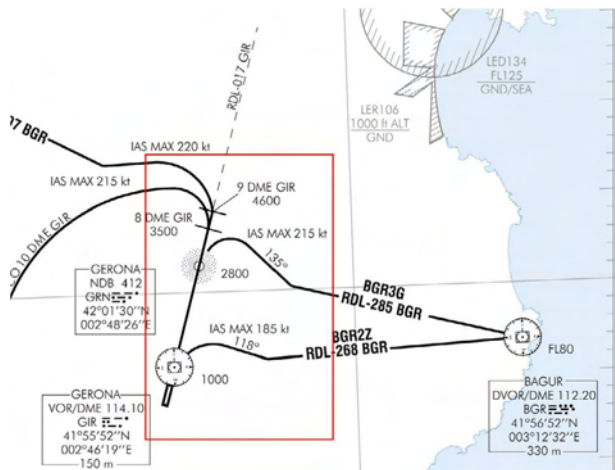 RDL-017 GIR
LED134
FL125
GND/SEA
LER106
1000 ft ALT
GND
07 BGR
IAS MAX 220 kt
IAS MAX 215 kt
9 DME GIR
4600
8 DME GIR
3500
IAS MAX 215 kt
CO 10 DME GIR
135º
2800
GERONA
NDB 412
GRN
42°01'30''N
002°48'26''E
BGR3G
RDL-285 BGR
IAS MAX 185 kt
118º
BGR2Z
RDL-268 BGR
FL80
1000
GERONA
VOR/DME 114.10
GIR
41°55'52''N
002°46'19''E
150 m
BAGUR
DVOR/DME 112.20
BGR
41°56'52''N
003°12'32''E
330 m